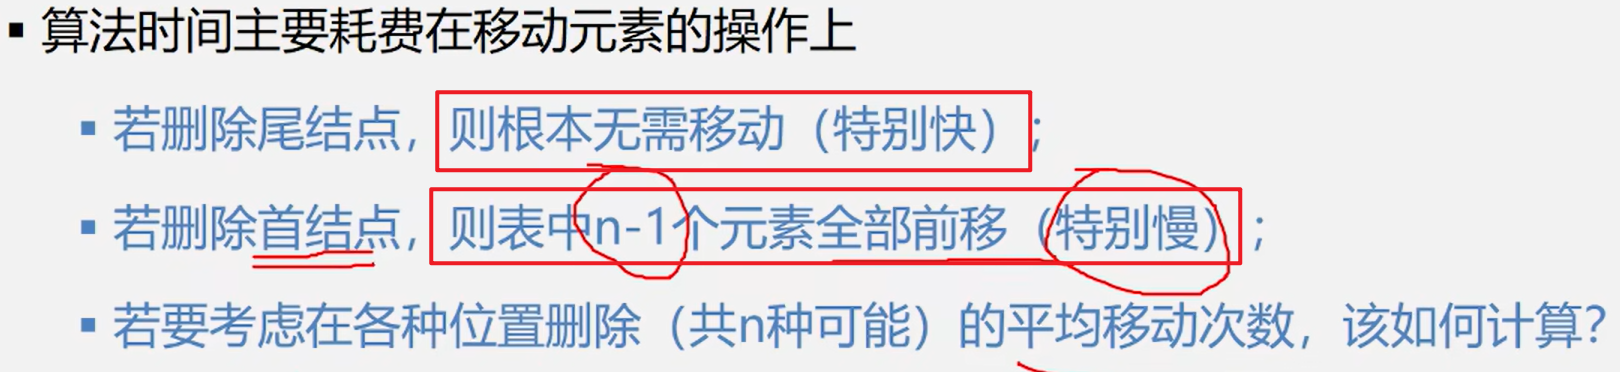 ▪ 算法时间主要耗费在移动元素的操作上
▪ 若删除尾结点，则根本无需移动（特别快）；
▪ 若删除首结点，则表中n-1个元素全部前移（特别慢）；
▪ 若要考虑在各种位置删除（共n种可能）的平均移动次数，该如何计算？